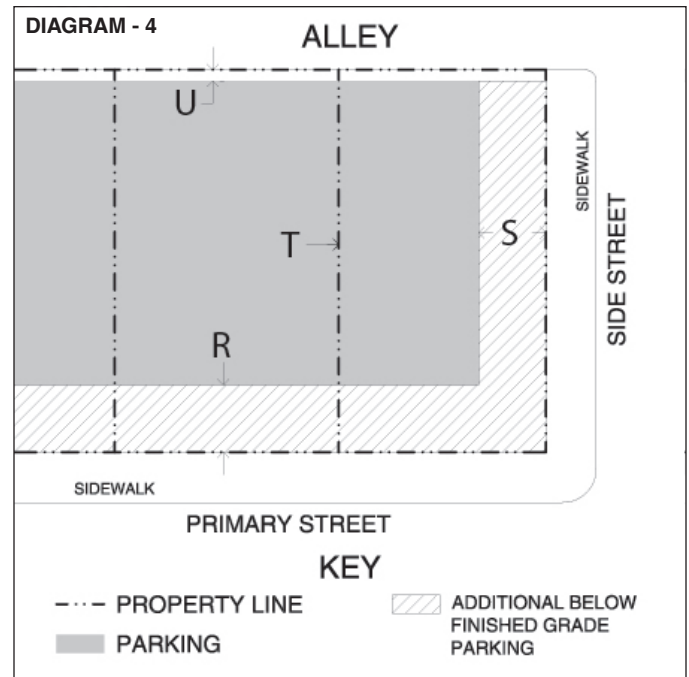 DIAGRAM - 4
ALLEY
U
SIDEWALK
S
T
SIDE STREET
R
SIDEWALK
PRIMARY STREET
KEY
PROPERTY LINE
PARKING
ADDITIONAL BELOW
FINISHED GRADE
PARKING